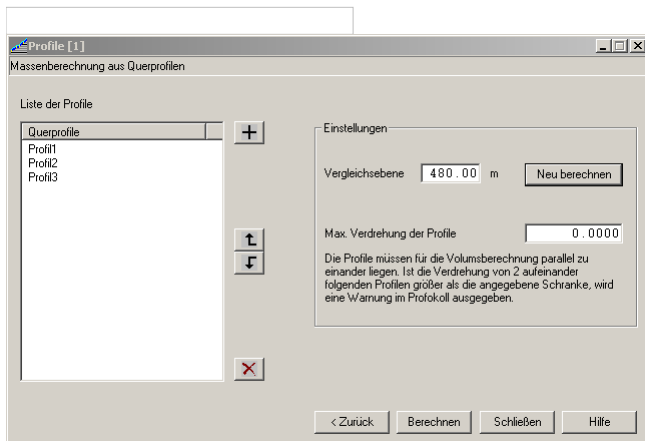 Profile [1]
Massenberechnung aus Querprofilen
Liste der Profile
Querprofile
Profil1
Profil2
Profil3
Einstellungen
Vergleichsebene 480.00 m Neu berechnen
Max. Verdrehung der Profile 0.0000
Die Profile müssen für die Volumsberechnung parallel zu
einander liegen. Ist die Verdrehung von 2 aufeinander
folgenden Profilen größer als die angegebene Schranke, wird
eine Warnung im Profokoll ausgegeben.
< Zurück Berechnen Schließen Hilfe